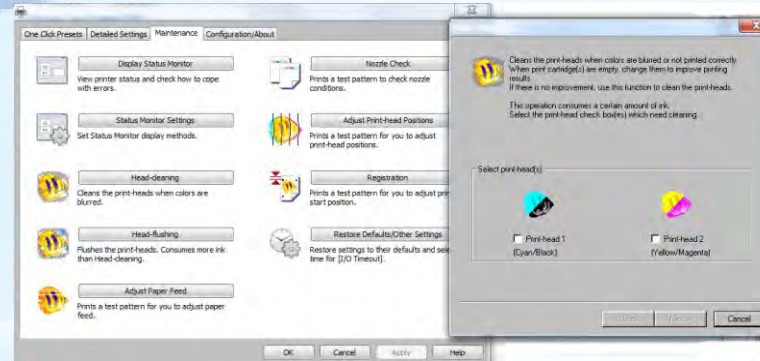 One Click Presets
Detailed Settings
Maintenance
Configuration/About
Display Status Monitor
View printer status and check how to cope
with errors.
Status Monitor Settings
Set Status Monitor display methods.
Head-cleaning
Cleans the print-heads when colors are
blurred.
Head-flushing
Flushes the print-heads. Consumes more ink
than Head-cleaning.
Adjust Paper Feed
Prints a test pattern for you to adjust paper
feed.
Nozzle Check
Prints a test pattern to check nozzle
conditions.
Adjust Print-head Positions
Prints a test pattern for you to adjust
print-head positions.
Registration
Prints a test pattern for you to adjust
start position.
Restore Defaults/Other Settings
Restore settings to their defaults and
time for [I/O Timeout].
OK
Cancel
Apply
Help
Cleans the print-heads when colors are blurred or not printed correctly.
When print cartridge(s) are empty, change them to improve printing
results.
If there is no improvement, use this function to clean the print-heads.
This operation consumes a certain amount of ink.
Select the print-head check box(es) which need cleaning.
Select print-head(s)
Print-head 1
(Cyan/Black)
Print-head 2
(Yellow/Magenta)
Cancel